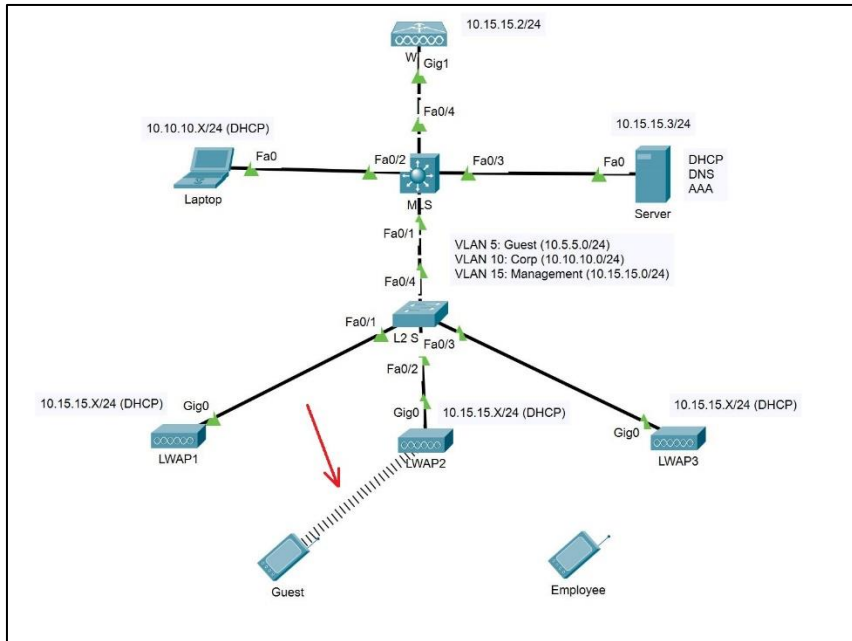 10.15.15.2/24
W
Gig1
Fa0/4
10.10.10.X/24 (DHCP)
10.15.15.3/24
Fa0
Fa0/2
Fa0/3
Fa0
DHCP
DNS
AAA
Laptop
MLS
Server
Fa0/1
VLAN 5: Guest (10.5.5.0/24)
VLAN 10: Corp (10.10.10.0/24)
VLAN 15: Management (10.15.15.0/24)
Fa0/4
Fa0/1
L2 S
Fa0/3
Fa0/2
10.15.15.X/24 (DHCP)
10.15.15.X/24 (DHCP)
10.15.15.X/24 (DHCP)
Gig0
Gig0
Gig0
LWAP1
LWAP2
LWAP3
Guest
Employee